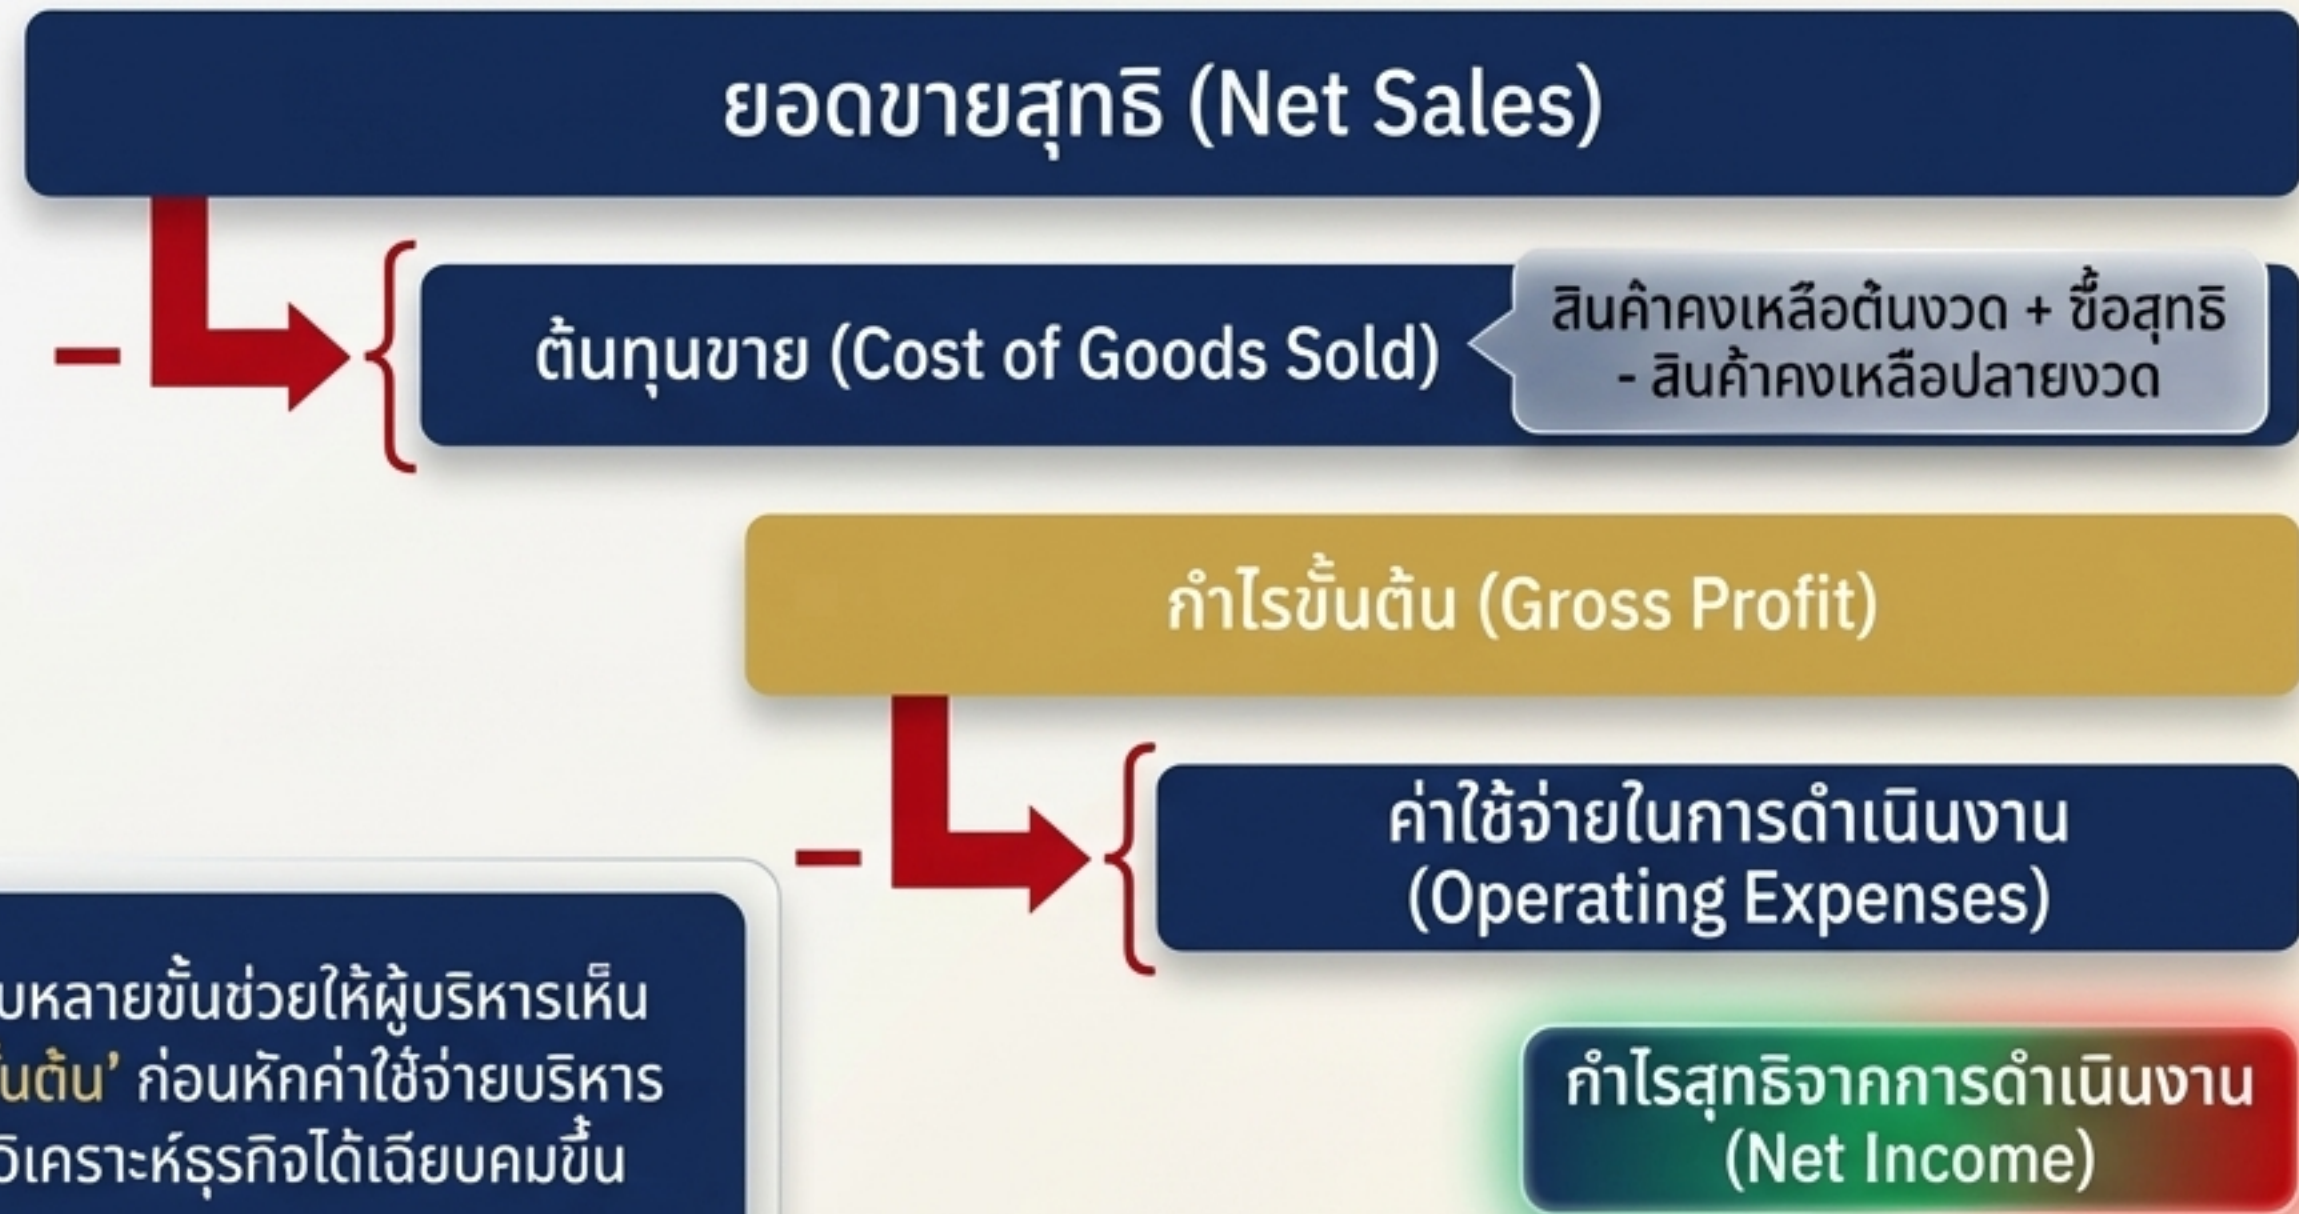 ยอดขายสุทธิ (Net Sales)
ต้นทุนขาย (Cost of Goods Sold)
สินค้าคงเหลือต้นงวด + ซื้อสุทธิ
- สินค้าคงเหลือปลายงวด
กำไรขั้นต้น (Gross Profit)
ค่าใช้จ่ายในการดำเนินงาน
(Operating Expenses)
บหลายขั้นช่วยให้ผู้บริหารเห็น
ั้นต้น’ ก่อนหักค่าใช้จ่ายบริหาร
วิเคราะห์ธุรกิจได้เฉียบคมขึ้น
กำไรสุทธิจากการดำเนินงาน
(Net Income)